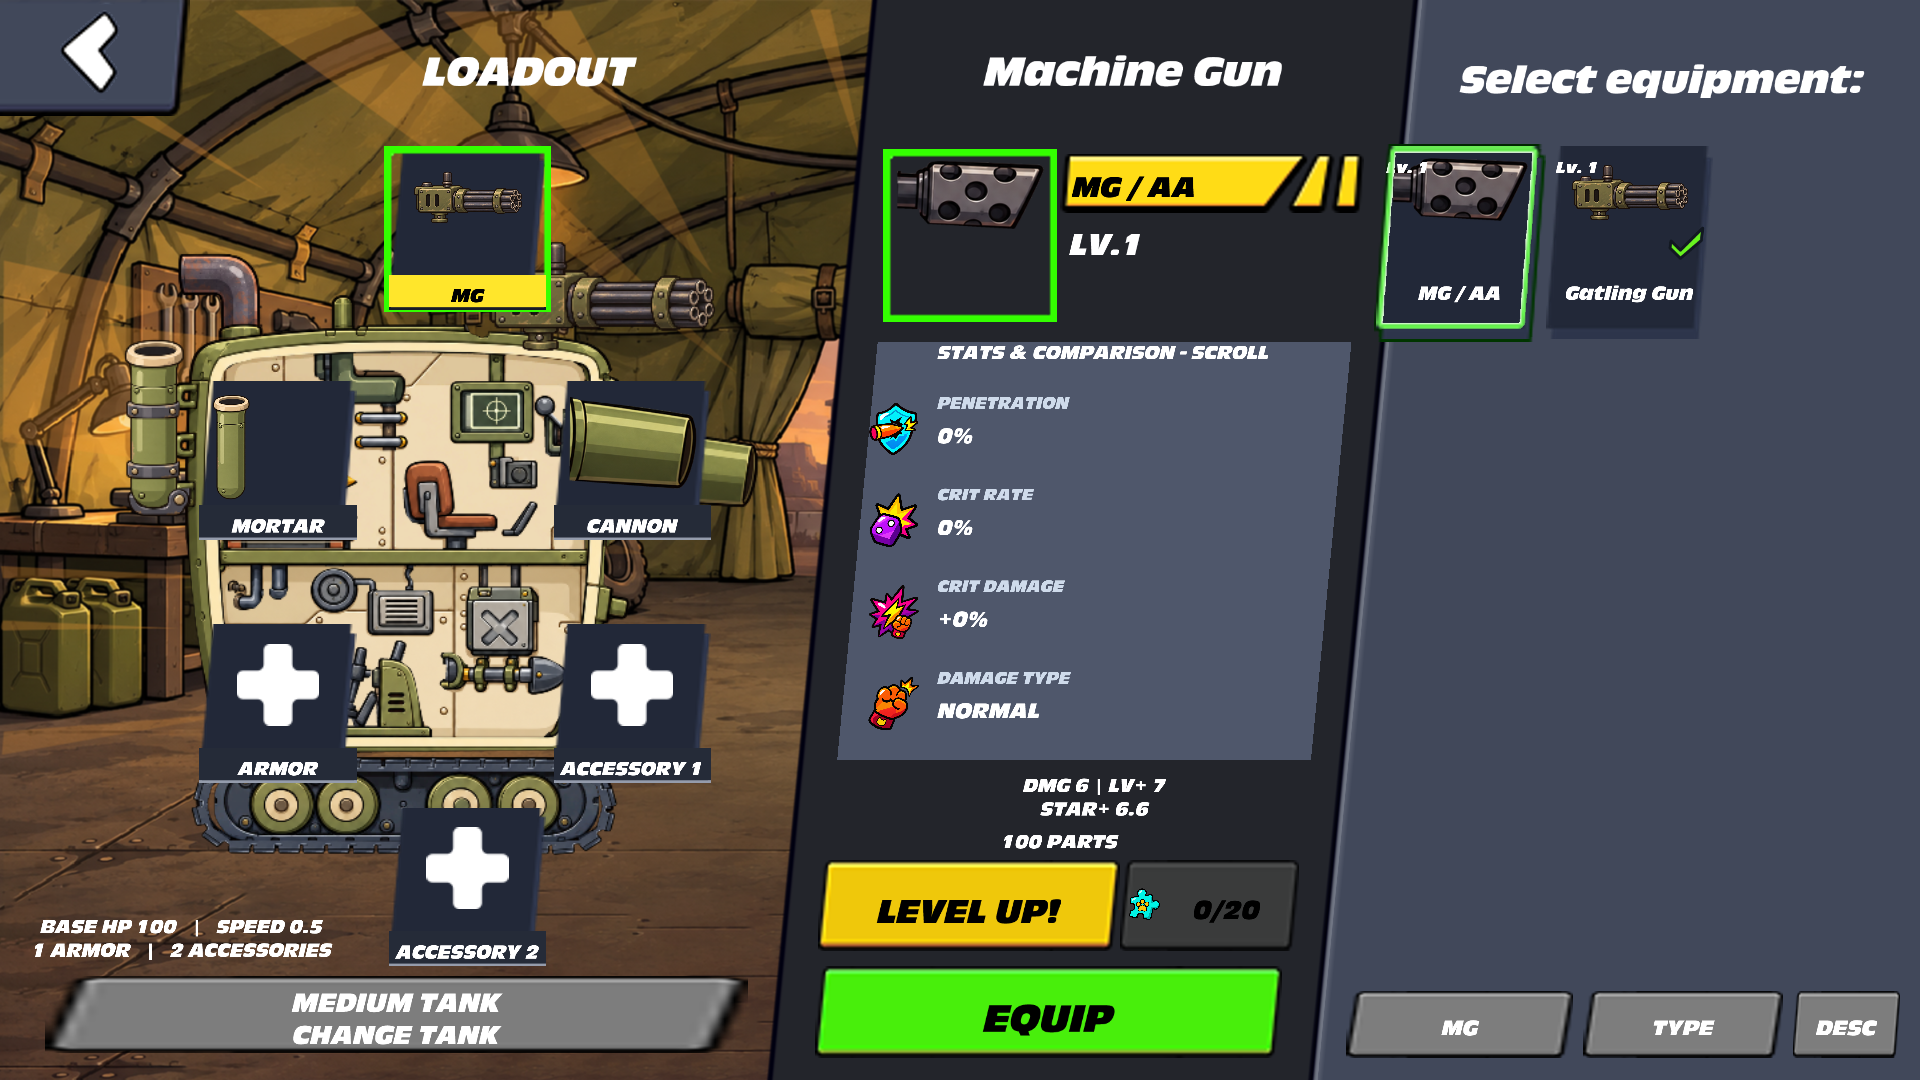 LOADOUT
MG
MORTAR
CANNON
ARMOR
ACCESSORY 1
ACCESSORY 2
BASE HP 100 | SPEED 0.5
1 ARMOR | 2 ACCESSORIES
MEDIUM TANK
CHANGE TANK
Machine Gun
MG / AA
LV.1
STATS & COMPARISON - SCROLL
PENETRATION
0%
CRIT RATE
0%
CRIT DAMAGE
+0%
DAMAGE TYPE
NORMAL
DMG 6 | LV+ 7
STAR+ 6.6
100 PARTS
LEVEL UP!
0/20
EQUIP
Select equipment:
Lv. 1
MG / AA
Lv. 1
Gatling Gun
MG
TYPE
DESC